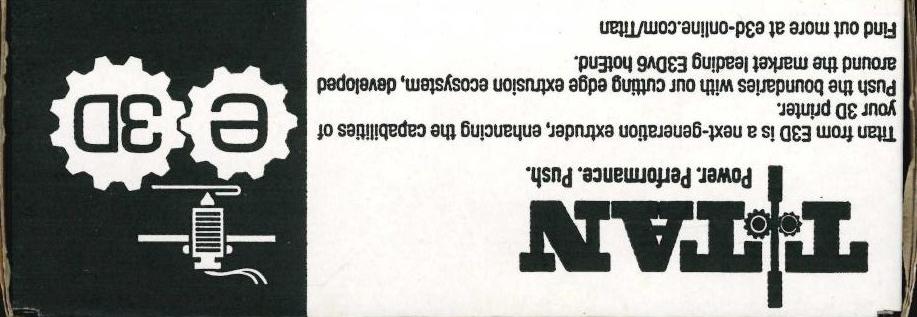 TITAN
Power. Performance. Push.
Titan from E3D is a next-generation extruder, enhancing the capabilities of
your 3D printer.
Push the boundaries with our cutting edge extrusion ecosystem, developed
around the market leading E3Dv6 HotEnd.
Find out more at e3d-online.com/Titan
e3D